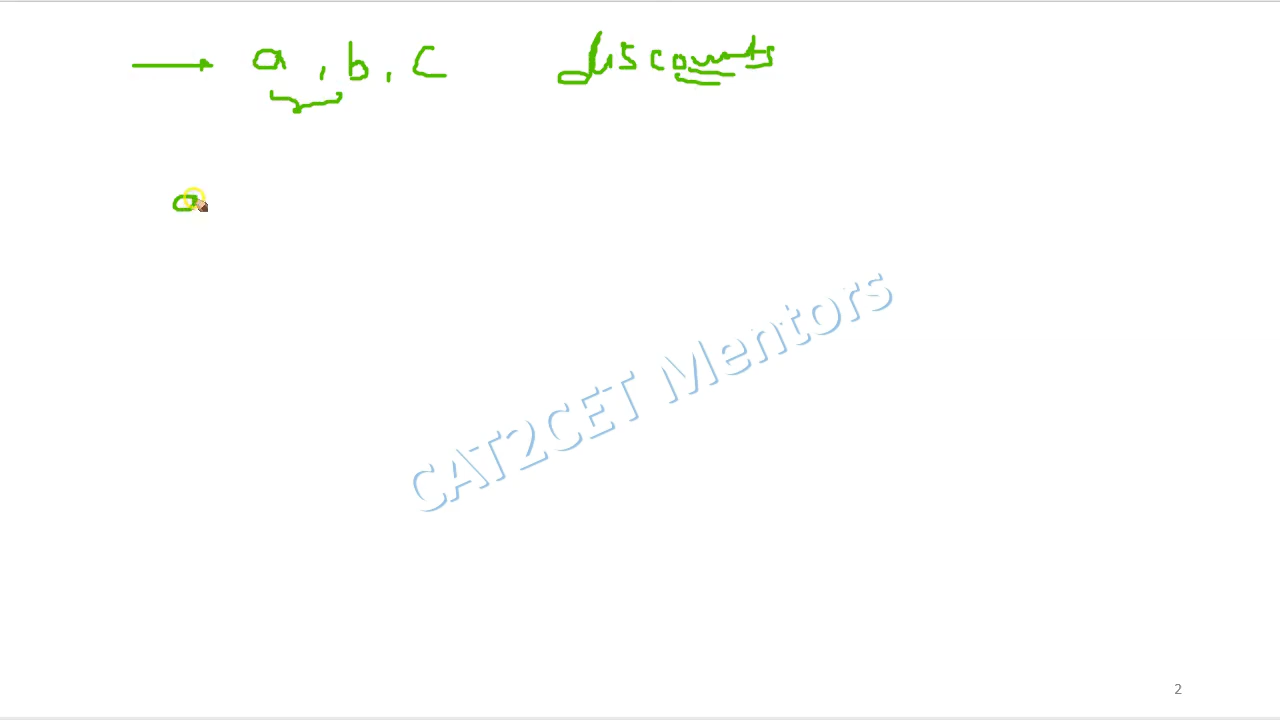 → a, b, c discounts
a
CAT2CET Mentors
2